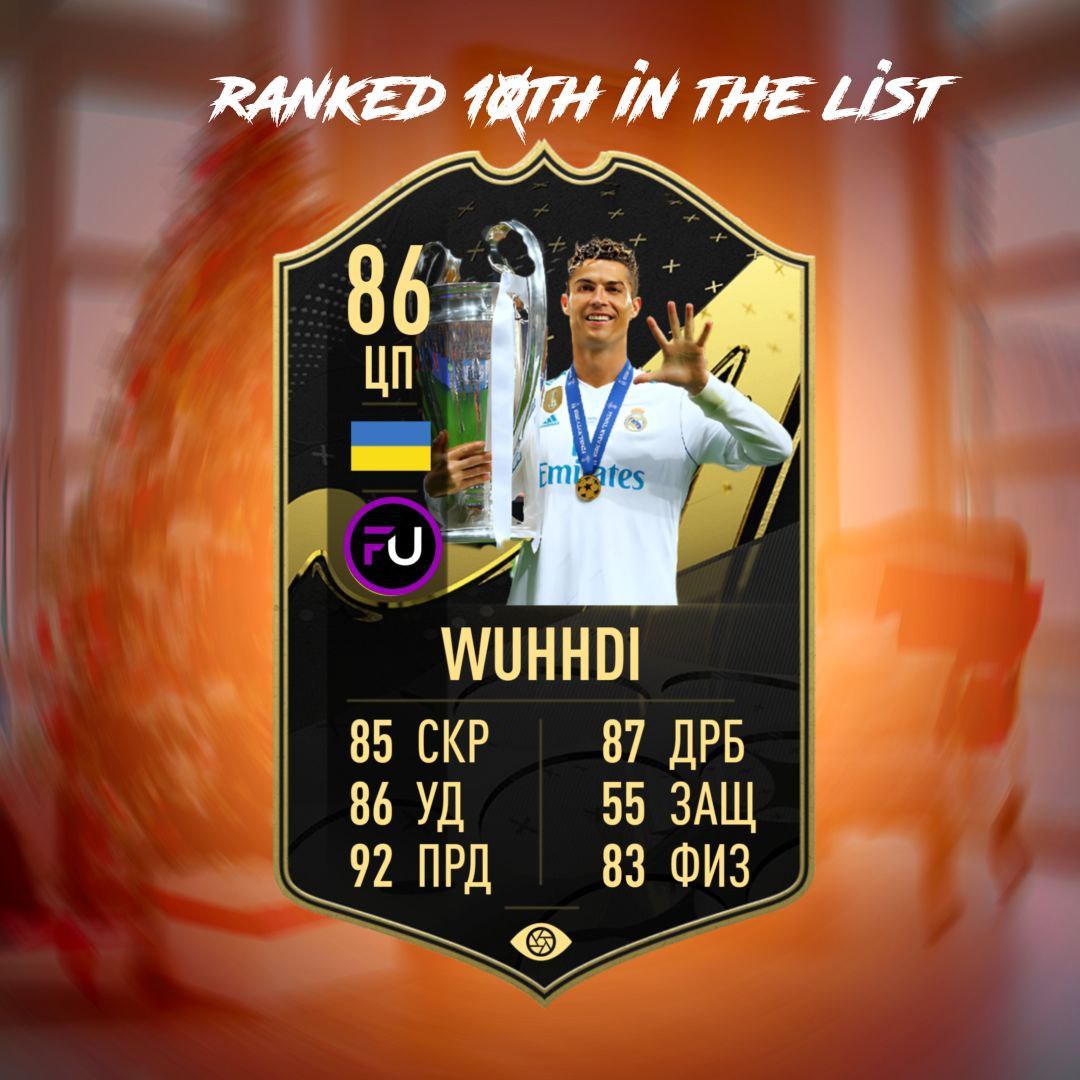 RANKED 10TH IN THE LIST
86
ЦП
FU
Emirates
WUHHDI
85 СКР
86 УД
92 ПРД
87 ДРБ
55 ЗАЩ
83 ФИЗ